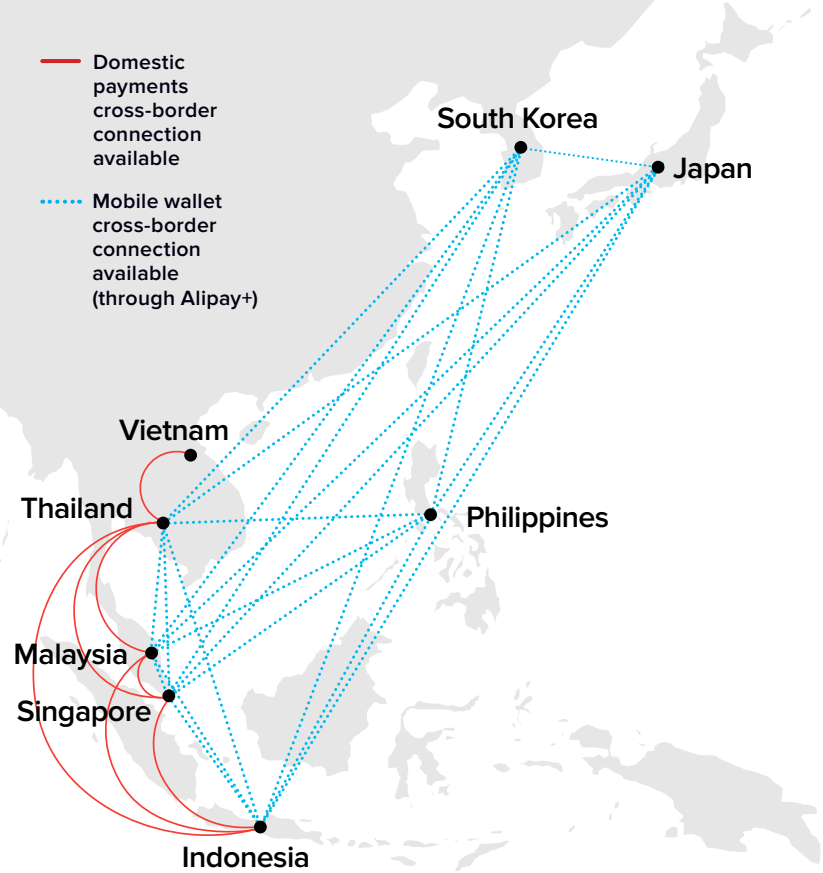 Domestic
payments
cross-border
connection
available
Mobile wallet
cross-border
connection
available
(through Alipay+)
South Korea
Japan
Vietnam
Thailand
Philippines
Malaysia
Singapore
Indonesia